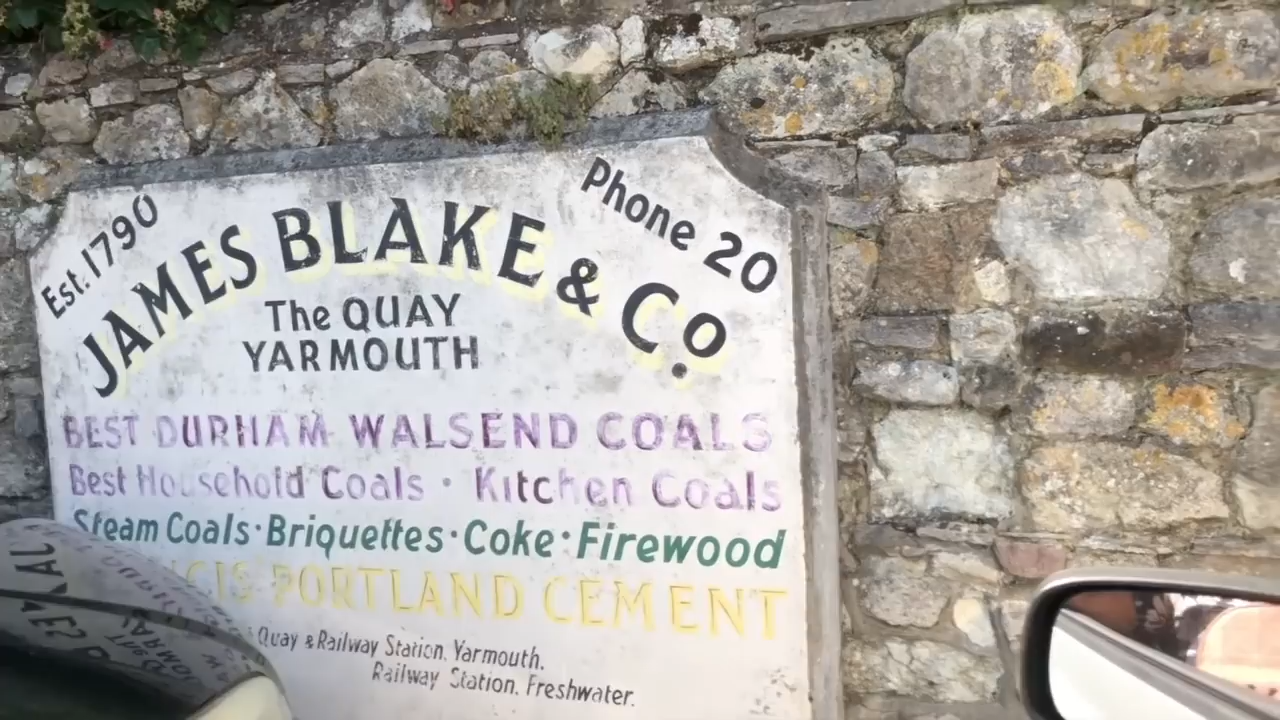 Est. 1790
Phone 20
JAMES BLAKE & Co.
The QUAY
YARMOUTH
BEST DURHAM WALSEND COALS
Best Household Coals · Kitchen Coals
Steam Coals · Briquettes · Coke · Firewood
PORTLAND CEMENT
Quay & Railway Station, Yarmouth.
Railway Station, Freshwater.